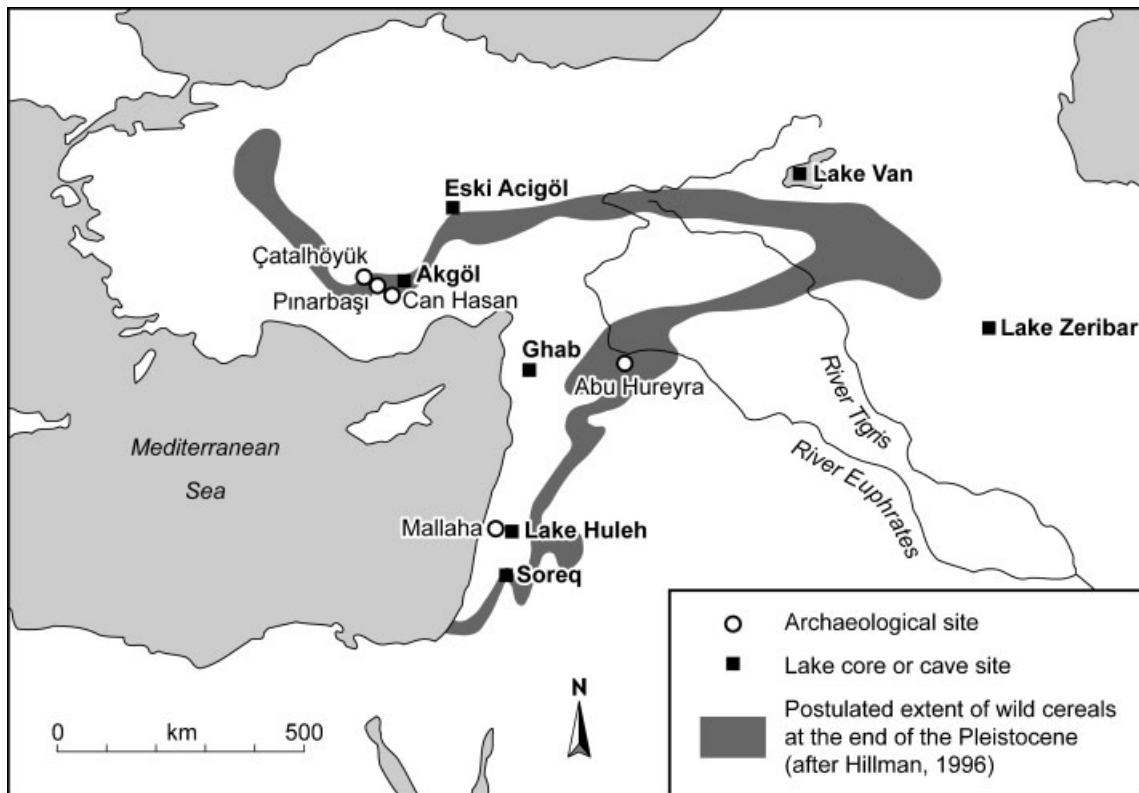 Lake Van
Eski Acigöl
Çatalhöyük
Akgöl
Pınarbaşı
Can Hasan
Lake Zeribar
Ghab
Abu Hureyra
River Tigris
Mediterranean
Sea
River Euphrates
Mallaha
Lake Huleh
Soreq
Archaeological site
Lake core or cave site
N
0 km 500
Postulated extent of wild cereals
at the end of the Pleistocene
(after Hillman, 1996)